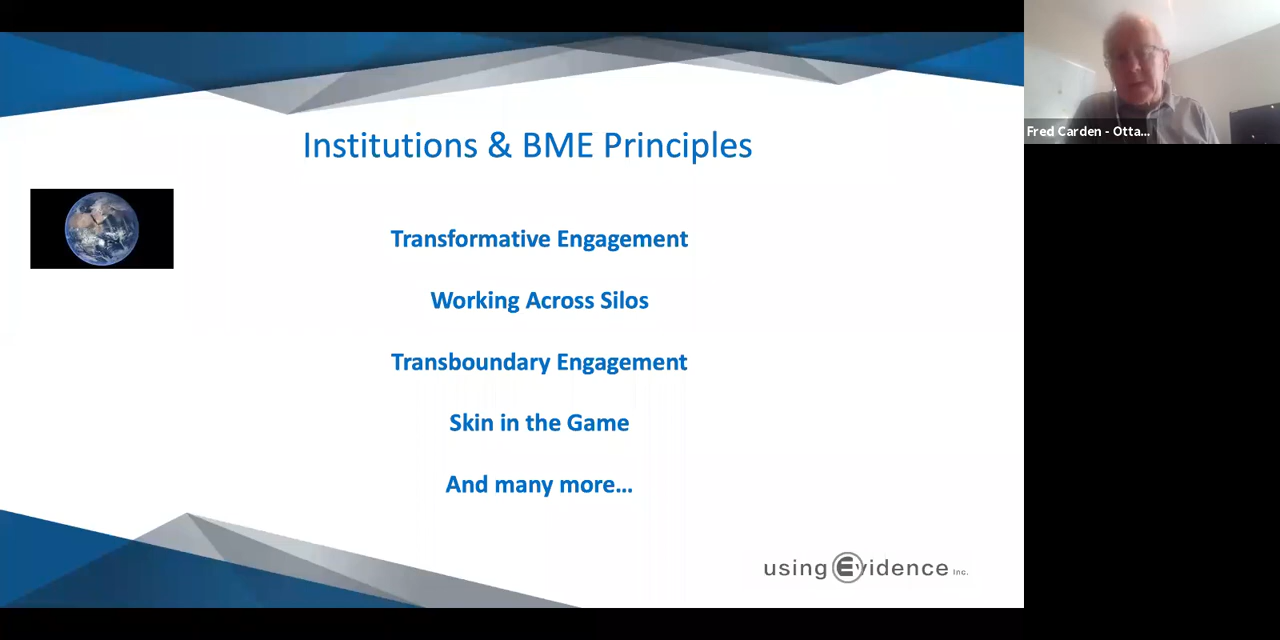 Institutions & BME Principles
Transformative Engagement
Working Across Silos
Transboundary Engagement
Skin in the Game
And many more…
using Evidence Inc.
Fred Carden - Otta...